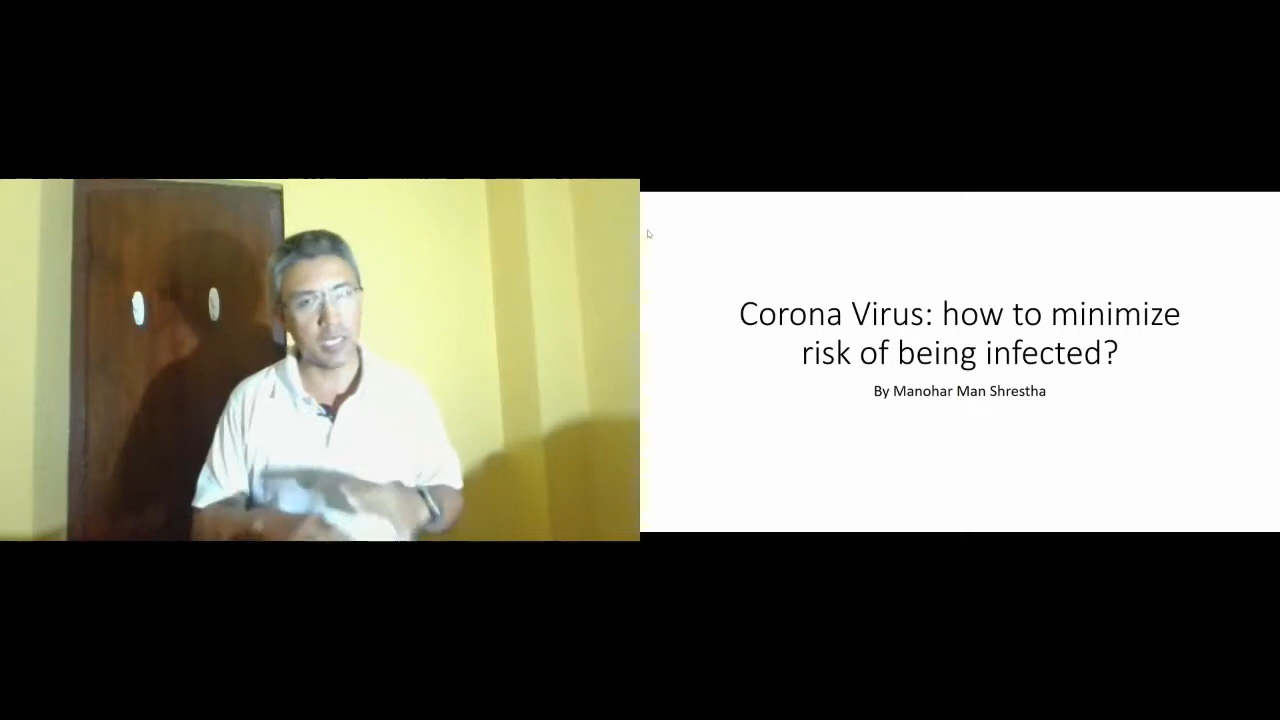 Corona Virus: how to minimize
risk of being infected?
By Manohar Man Shrestha